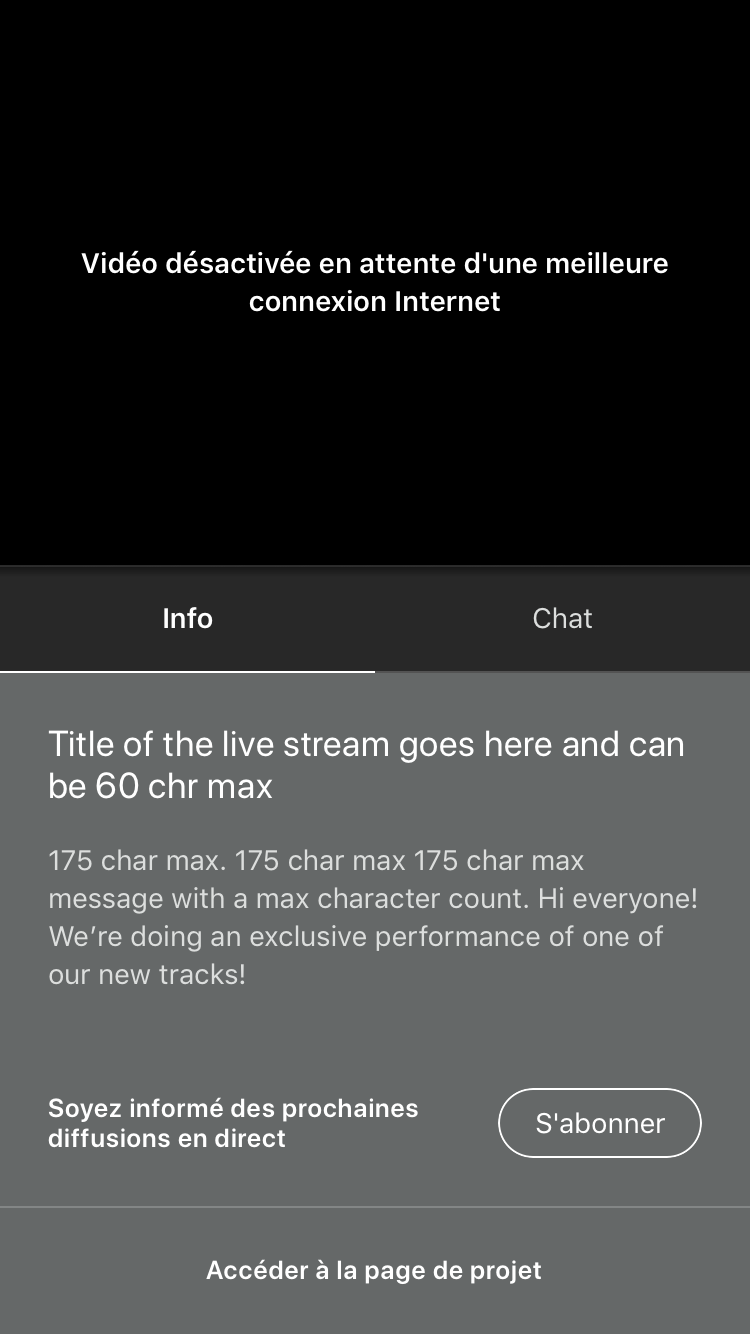 Vidéo désactivée en attente d'une meilleure
connexion Internet
Info
Chat
Title of the live stream goes here and can
be 60 chr max
175 char max. 175 char max 175 char max
message with a max character count. Hi everyone!
We’re doing an exclusive performance of one of
our new tracks!
Soyez informé des prochaines
diffusions en direct
S'abonner
Accéder à la page de projet